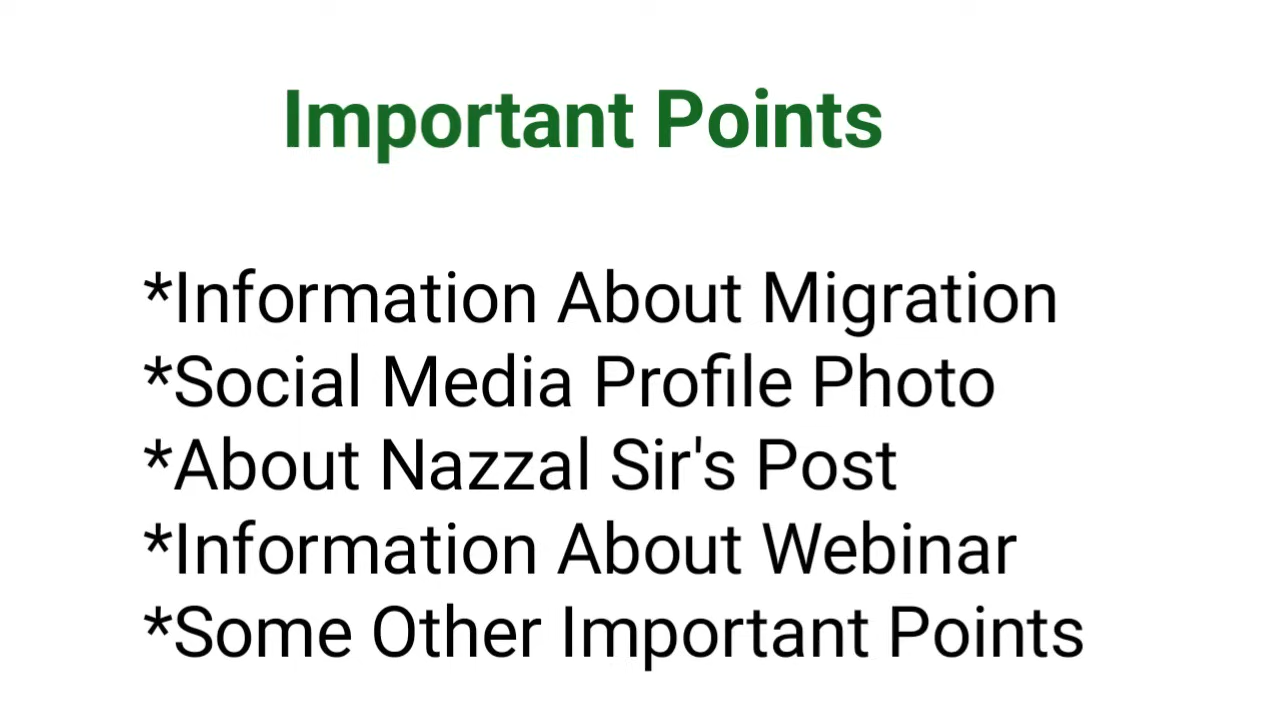 Important Points
*Information About Migration
*Social Media Profile Photo
*About Nazzal Sir's Post
*Information About Webinar
*Some Other Important Points